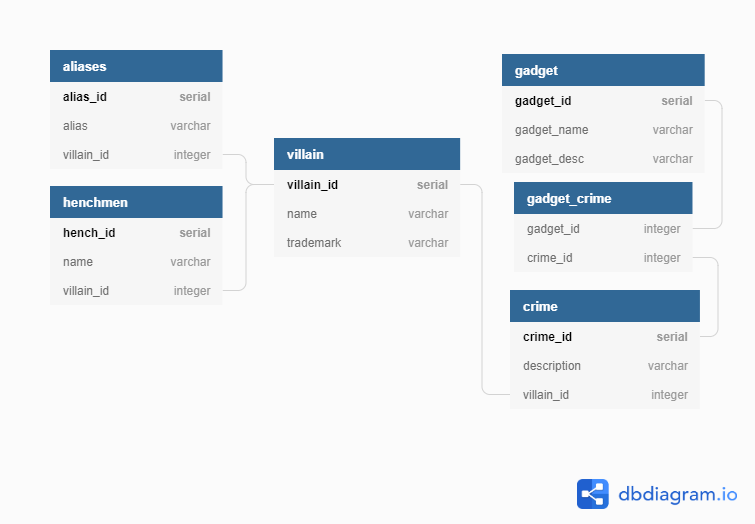 aliases
alias_id serial
alias varchar
villain_id integer
henchmen
hench_id serial
name varchar
villain_id integer
villain
villain_id serial
name varchar
trademark varchar
gadget
gadget_id serial
gadget_name varchar
gadget_desc varchar
gadget_crime
gadget_id integer
crime_id integer
crime
crime_id serial
description varchar
villain_id integer
dbdiagram.io